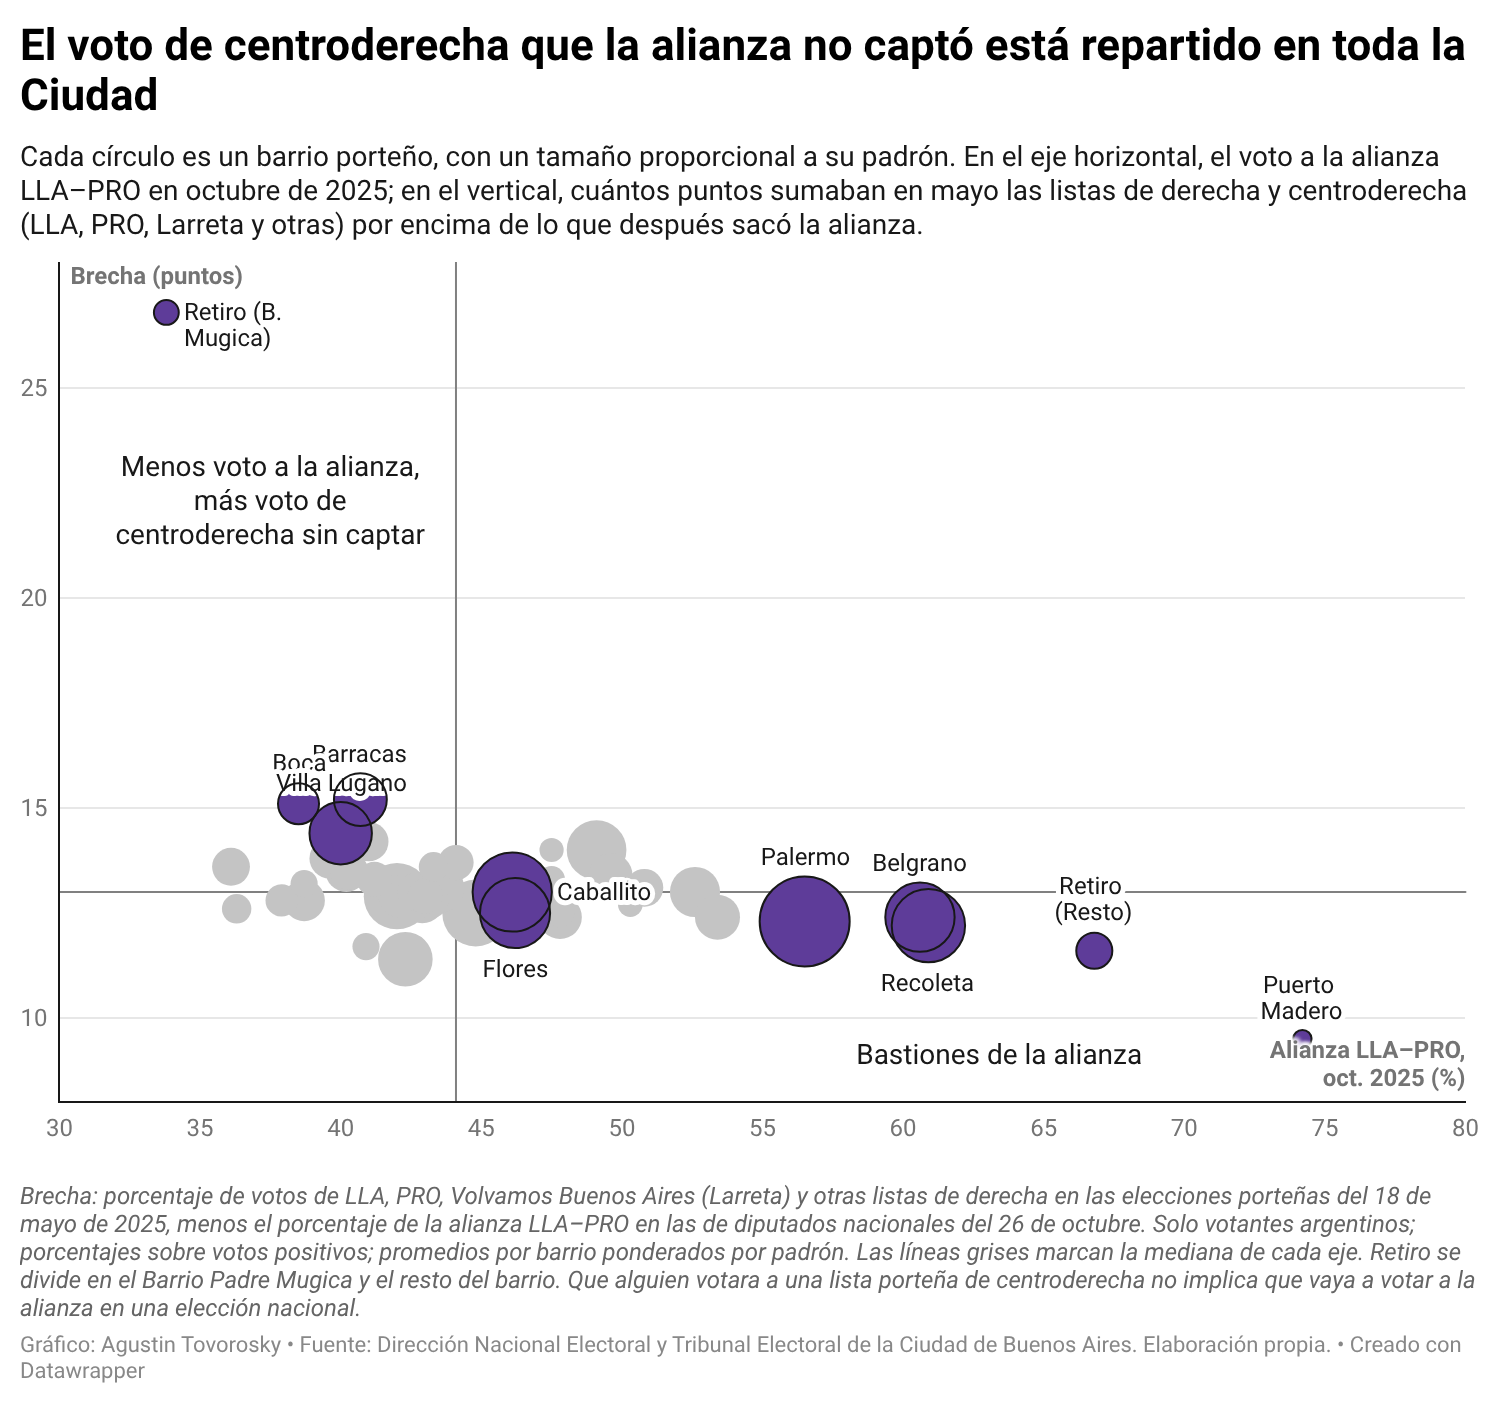 El voto de centroderecha que la alianza no captó está repartido en toda la
Ciudad
Cada círculo es un barrio porteño, con un tamaño proporcional a su padrón. En el eje horizontal, el voto a la alianza
LLA–PRO en octubre de 2025; en el vertical, cuántos puntos sumaban en mayo las listas de derecha y centroderecha
(LLA, PRO, Larreta y otras) por encima de lo que después sacó la alianza.
Brecha (puntos)
Retiro (B.
Mugica)
25
Menos voto a la alianza,
más voto de
centroderecha sin captar
20
Barracas
Boca
Villa Lugano
15
Palermo
Belgrano
Retiro
(Resto)
Caballito
Flores
Recoleta
Puerto
Madero
10
Bastiones de la alianza
Alianza LLA–PRO,
oct. 2025 (%)
30 35 40 45 50 55 60 65 70 75 80
Brecha: porcentaje de votos de LLA, PRO, Volvamos Buenos Aires (Larreta) y otras listas de derecha en las elecciones porteñas del 18 de
mayo de 2025, menos el porcentaje de la alianza LLA–PRO en las de diputados nacionales del 26 de octubre. Solo votantes argentinos;
porcentajes sobre votos positivos; promedios por barrio ponderados por padrón. Las líneas grises marcan la mediana de cada eje. Retiro se
divide en el Barrio Padre Mugica y el resto del barrio. Que alguien votara a una lista porteña de centroderecha no implica que vaya a votar a la
alianza en una elección nacional.
Gráfico: Agustin Tovorosky • Fuente: Dirección Nacional Electoral y Tribunal Electoral de la Ciudad de Buenos Aires. Elaboración propia. • Creado con
Datawrapper